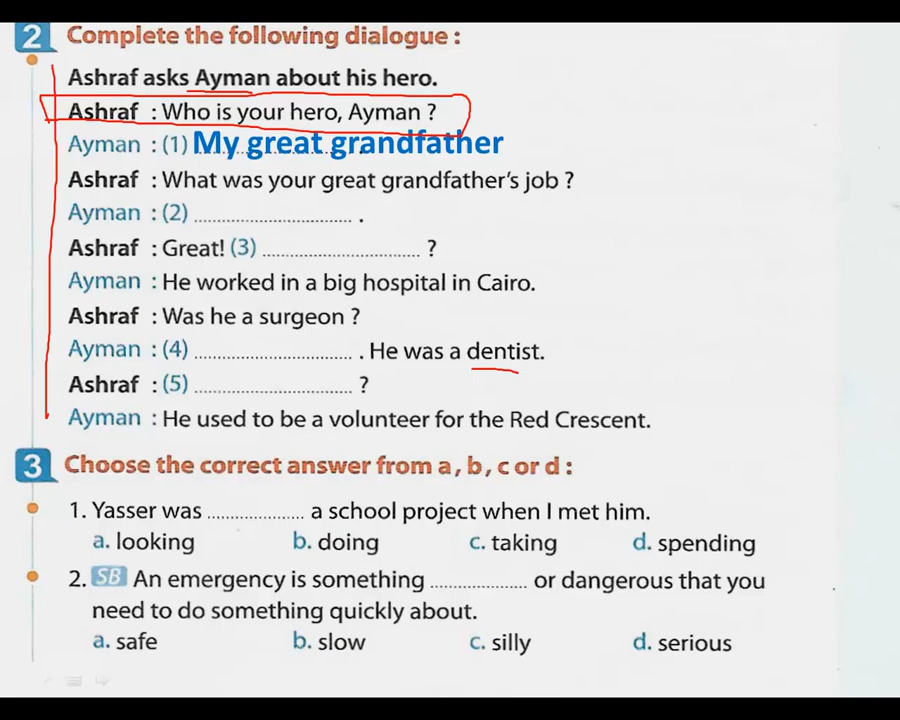 2 Complete the following dialogue :
Ashraf asks Ayman about his hero.
Ashraf : Who is your hero, Ayman ?
Ayman : (1) My great grandfather
Ashraf : What was your great grandfather's job ?
Ayman : (2) ................................ .
Ashraf : Great! (3) ................................ ?
Ayman : He worked in a big hospital in Cairo.
Ashraf : Was he a surgeon ?
Ayman : (4) ................................ . He was a dentist.
Ashraf : (5) ................................ ?
Ayman : He used to be a volunteer for the Red Crescent.
3 Choose the correct answer from a, b, c or d :
1. Yasser was .................... a school project when I met him.
a. looking b. doing c. taking d. spending
2. SB An emergency is something .................... or dangerous that you
need to do something quickly about.
a. safe b. slow c. silly d. serious